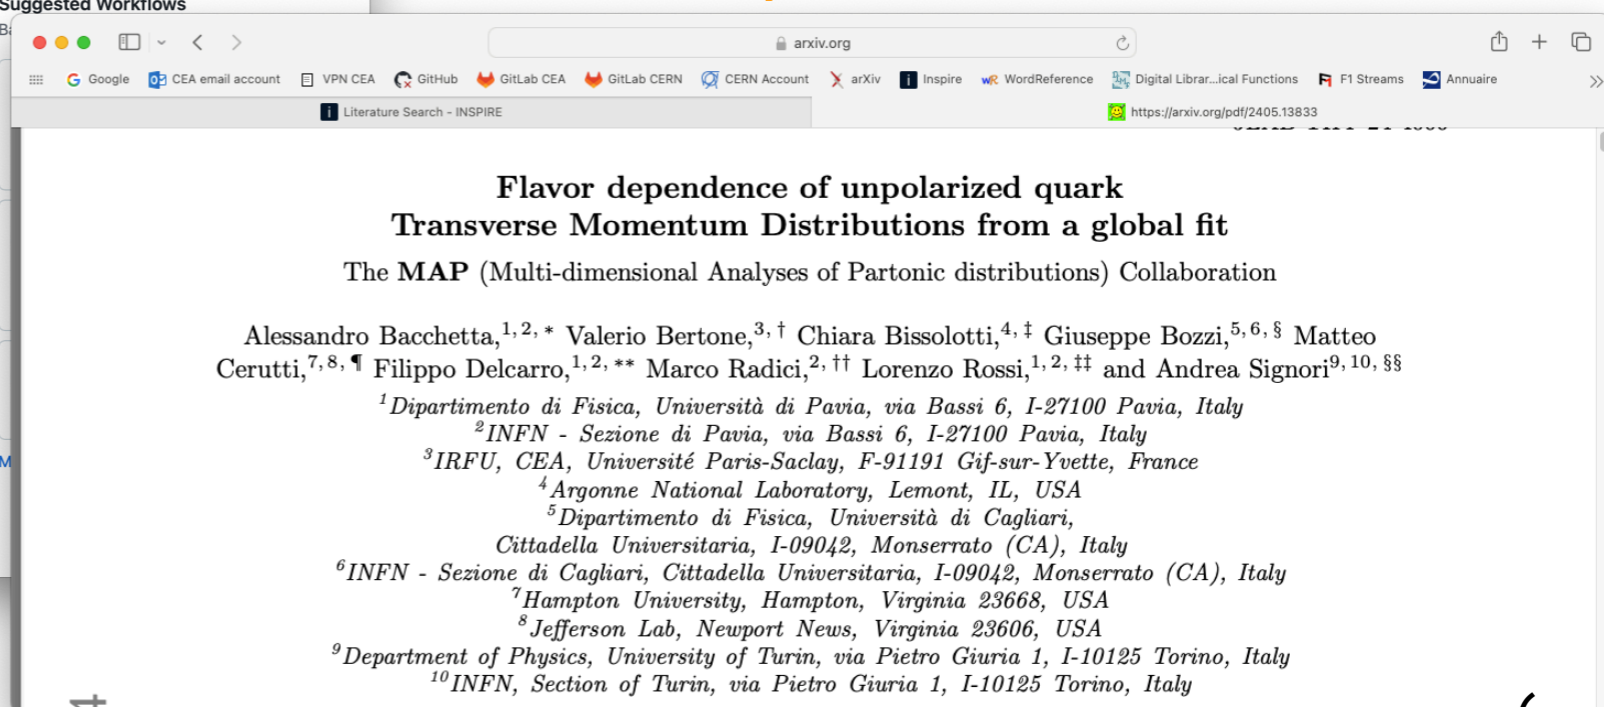 Suggested Workflows
arxiv.org
Google CEA email account VPN CEA GitHub GitLab CEA GitLab CERN CERN Account arXiv Inspire WordReference Digital Librar...ical Functions F1 Streams Annuaire
Literature Search - INSPIRE https://arxiv.org/pdf/2405.13833
Flavor dependence of unpolarized quark
Transverse Momentum Distributions from a global fit
The MAP (Multi-dimensional Analyses of Partonic distributions) Collaboration
Alessandro Bacchetta,1, 2, * Valerio Bertone,3, † Chiara Bissolotti,4, ‡ Giuseppe Bozzi,5, 6, § Matteo
Cerutti,7, 8, ¶ Filippo Delcarro,1, 2, ** Marco Radici,2, †† Lorenzo Rossi,1, 2, ‡‡ and Andrea Signori9, 10, §§
1Dipartimento di Fisica, Università di Pavia, via Bassi 6, I-27100 Pavia, Italy
2INFN - Sezione di Pavia, via Bassi 6, I-27100 Pavia, Italy
3IRFU, CEA, Université Paris-Saclay, F-91191 Gif-sur-Yvette, France
4Argonne National Laboratory, Lemont, IL, USA
5Dipartimento di Fisica, Università di Cagliari,
Cittadella Universitaria, I-09042, Monserrato (CA), Italy
6INFN - Sezione di Cagliari, Cittadella Universitaria, I-09042, Monserrato (CA), Italy
7Hampton University, Hampton, Virginia 23668, USA
8Jefferson Lab, Newport News, Virginia 23606, USA
9Department of Physics, University of Turin, via Pietro Giuria 1, I-10125 Torino, Italy
10INFN, Section of Turin, via Pietro Giuria 1, I-10125 Torino, Italy